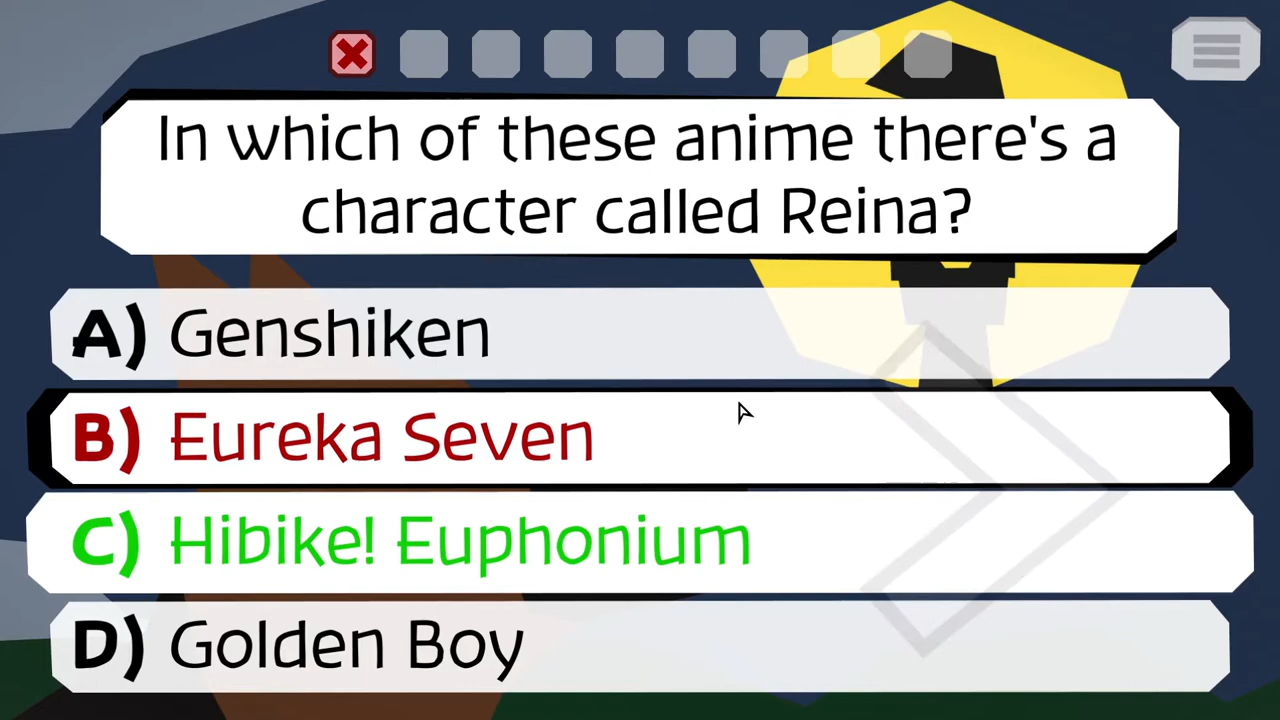 In which of these anime there's a
character called Reina?
A) Genshiken
B) Eureka Seven
C) Hibike! Euphonium
D) Golden Boy